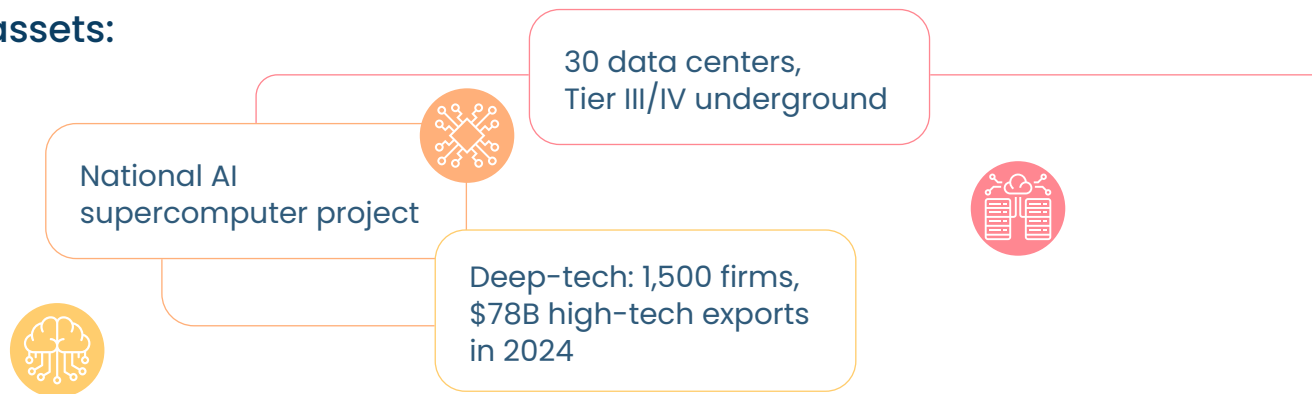 assets:
30 data centers,
Tier III/IV underground
National AI
supercomputer project
Deep-tech: 1,500 firms,
$78B high-tech exports
in 2024